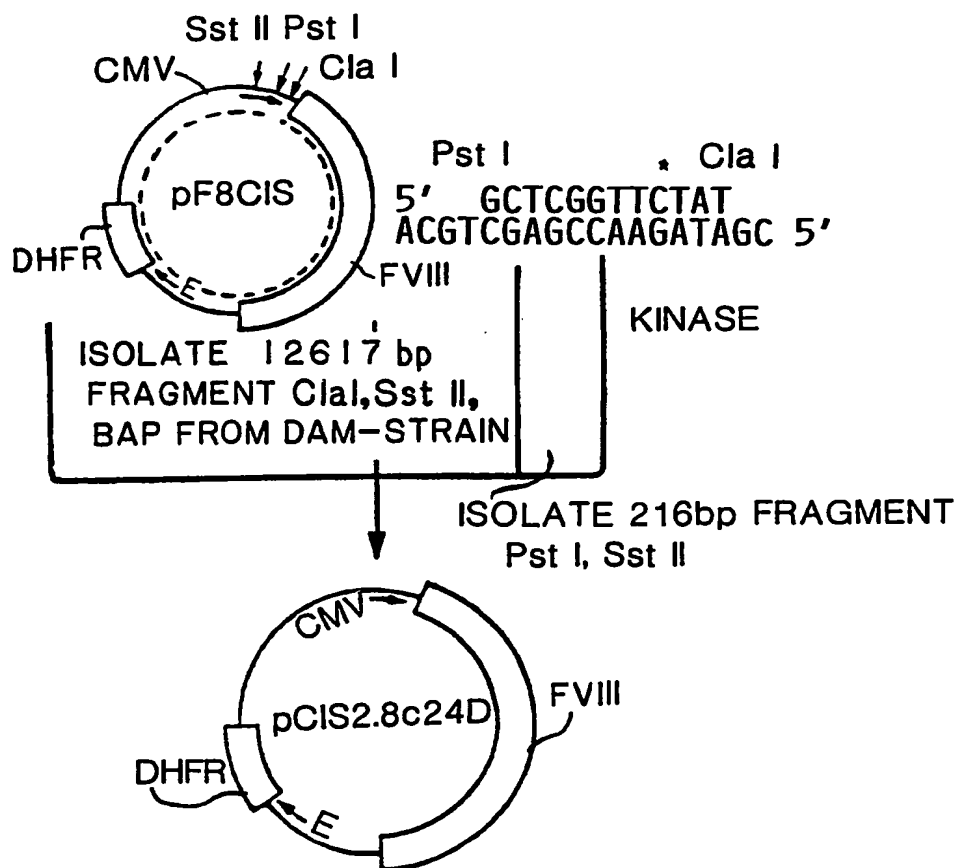 Sst II Pst I
CMV
Cla I
pF8CIS
DHFR
E
FVIII
Pst I * Cla I
5' GCTCGGTTCTAT
ACGTCGAGCCAAGATAGC 5'
KINASE
ISOLATE 12617 bp
FRAGMENT ClaI, Sst II,
BAP FROM DAM-STRAIN
ISOLATE 216bp FRAGMENT
Pst I, Sst II
CMV
pCIS2.8c24D
FVIII
DHFR
E